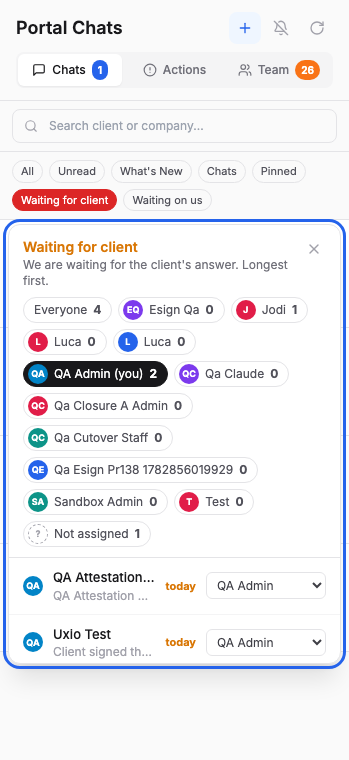 Portal Chats
Chats 1 Actions Team 26
Search client or company...
All Unread What's New Chats Pinned
Waiting for client Waiting on us
Waiting for client
We are waiting for the client's answer. Longest
first.
Everyone 4 EQ Esign Qa 0 J Jodi 1
L Luca 0 L Luca 0
QA QA Admin (you) 2 QC Qa Claude 0
QC Qa Closure A Admin 0
QC Qa Cutover Staff 0
QE Qa Esign Pr138 1782856019929 0
SA Sandbox Admin 0 T Test 0
? Not assigned 1
QA QA Attestation... today QA Admin
QA Attestation ...
QA Uxio Test today QA Admin
Client signed th...